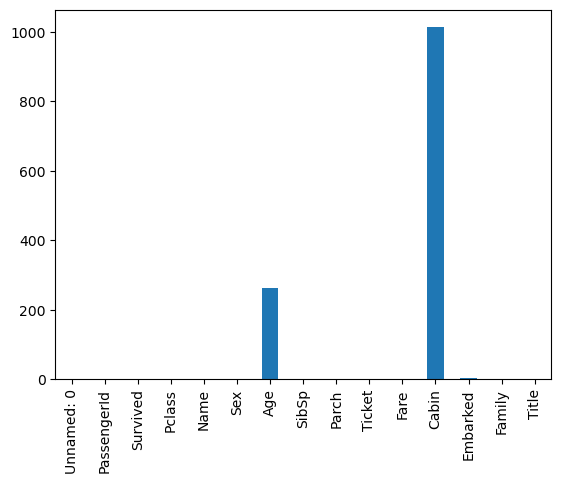 1000
800
600
400
200
0
Unnamed: 0
PassengerId
Survived
Pclass
Name
Sex
Age
SibSp
Parch
Ticket
Fare
Cabin
Embarked
Family
Title